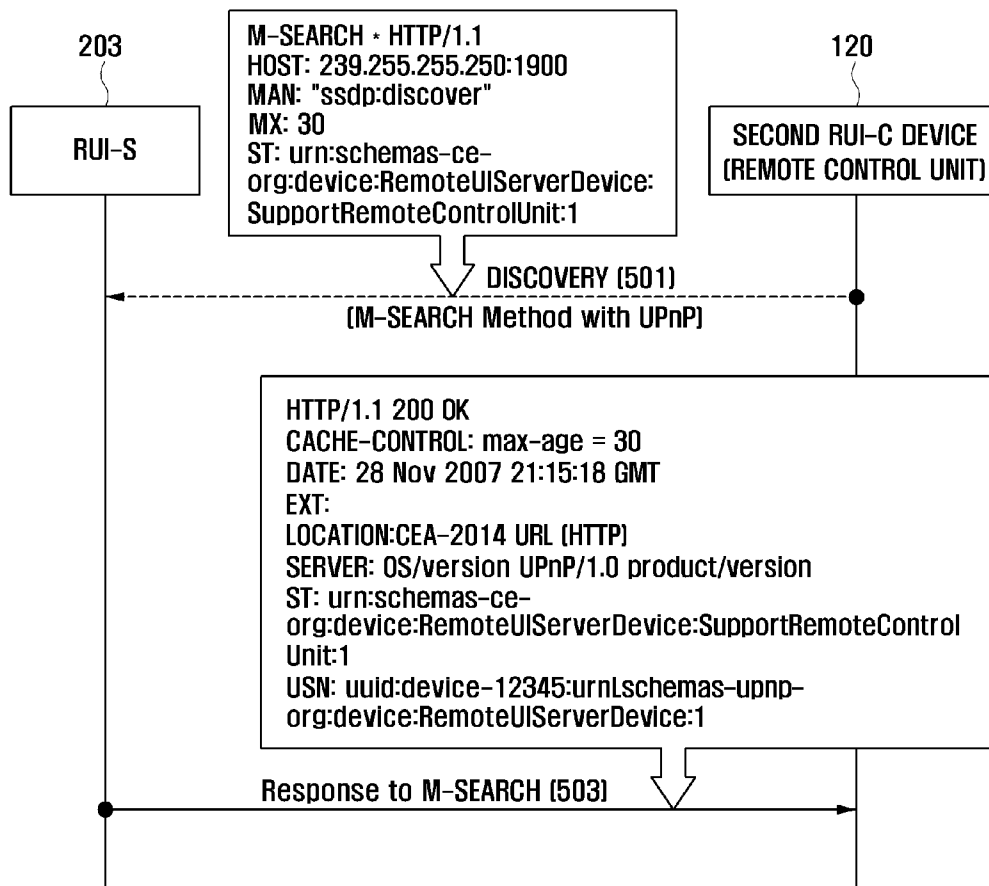 203
120
RUI-S
M-SEARCH * HTTP/1.1
HOST: 239.255.255.250:1900
MAN: "ssdp:discover"
MX: 30
ST: urn:schemas-ce-
org:device:RemoteUIServerDevice:
SupportRemoteControlUnit:1
SECOND RUI-C DEVICE
(REMOTE CONTROL UNIT)
DISCOVERY (501)
(M-SEARCH Method with UPnP)
HTTP/1.1 200 OK
CACHE-CONTROL: max-age = 30
DATE: 28 Nov 2007 21:15:18 GMT
EXT:
LOCATION:CEA-2014 URL (HTTP)
SERVER: OS/version UPnP/1.0 product/version
ST: urn:schemas-ce-
org:device:RemoteUIServerDevice:SupportRemoteControl
Unit:1
USN: uuid:device-12345:urnLschemas-upnp-
org:device:RemoteUIServerDevice:1
Response to M-SEARCH (503)